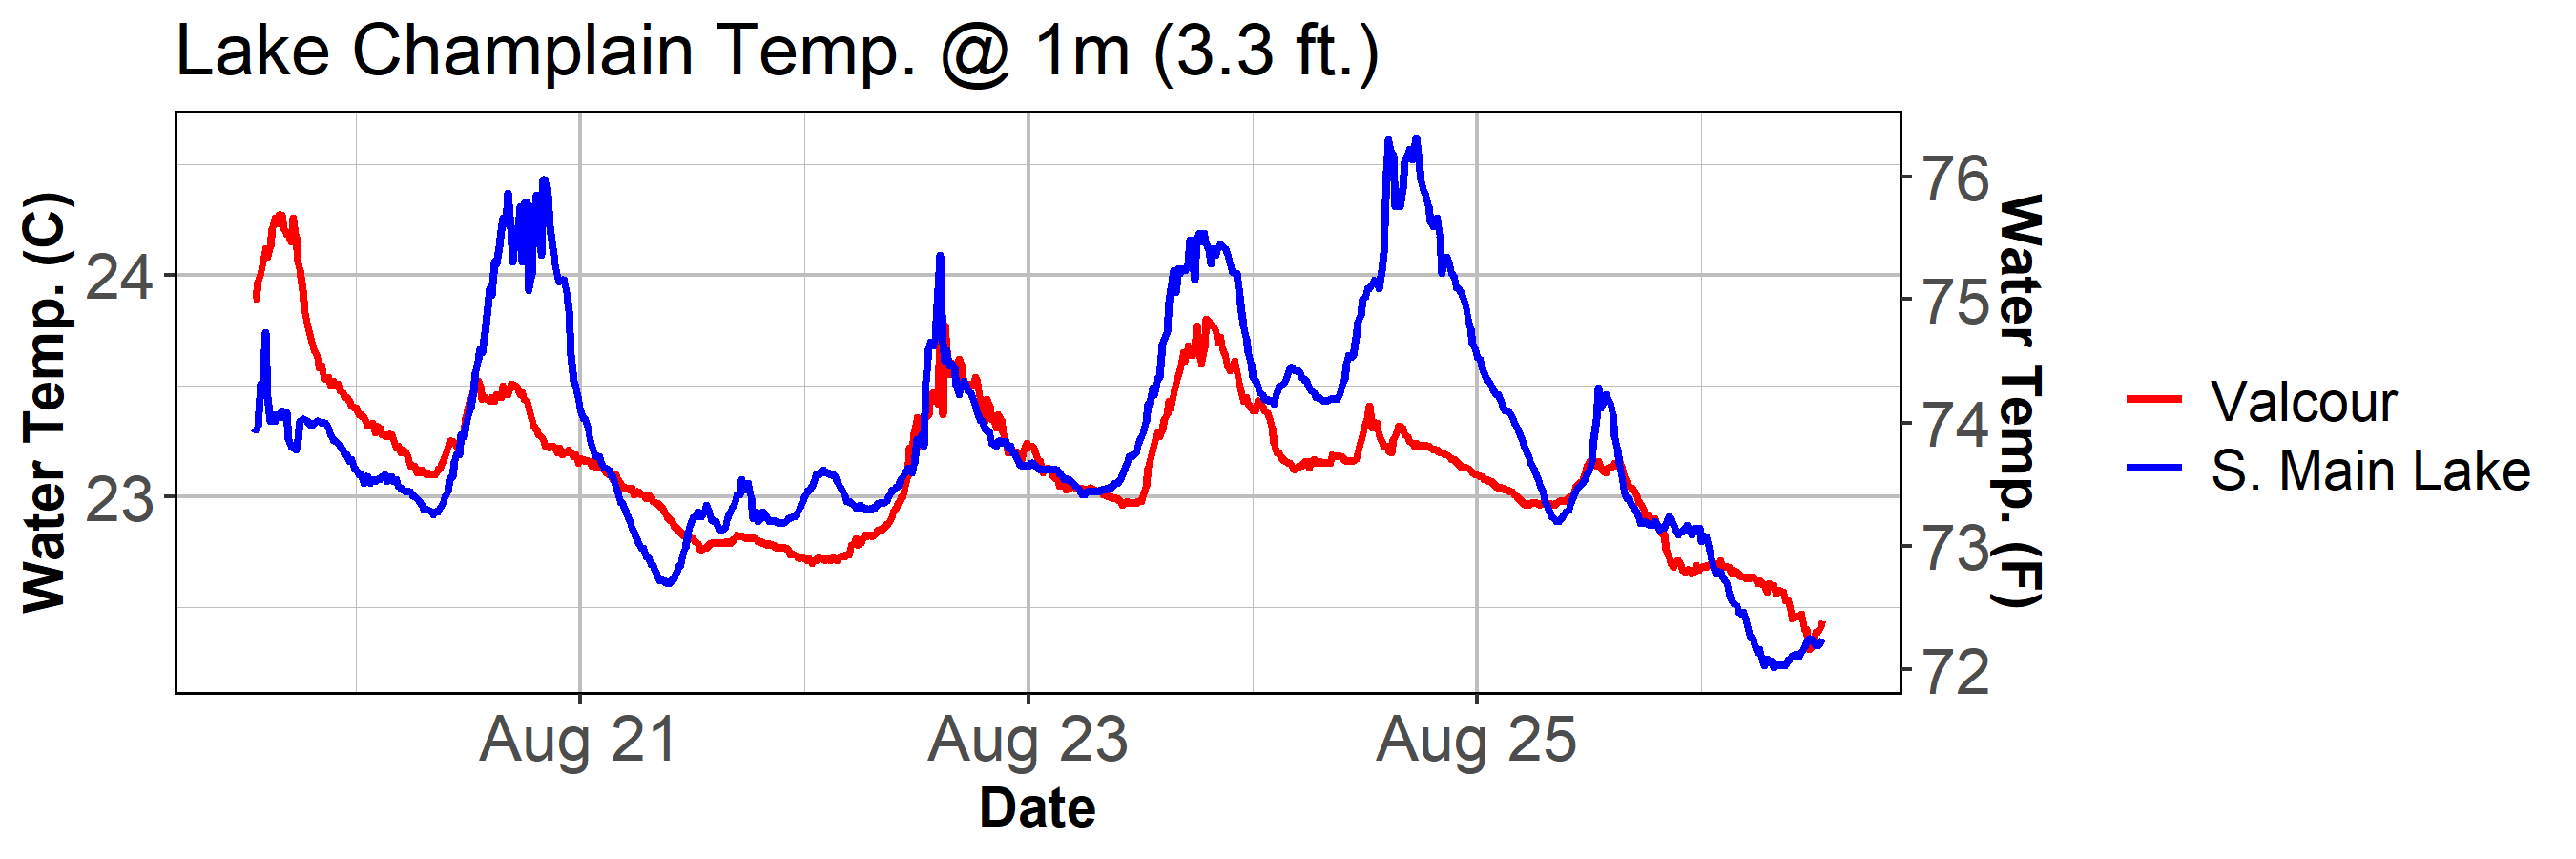 Lake Champlain Temp. @ 1m (3.3 ft.)
Water Temp. (C)
24
23
76
75
74
73
72
Water Temp. (F)
Aug 21
Aug 23
Aug 25
Date
Valcour
S. Main Lake